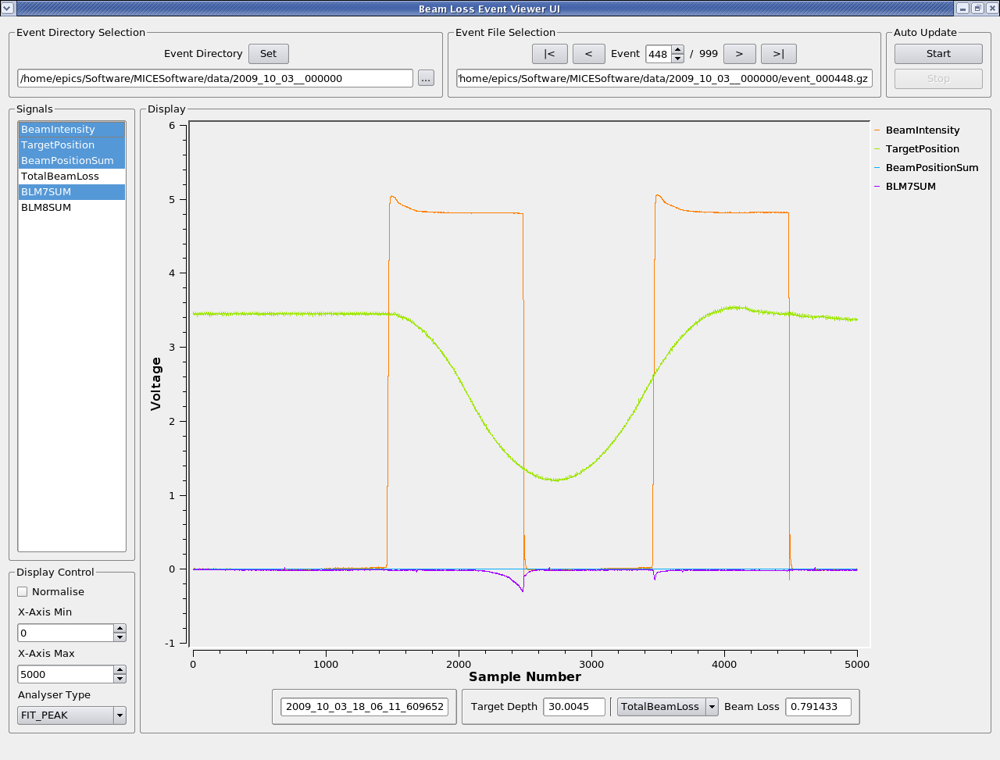 Beam Loss Event Viewer UI
Event Directory Selection
Event Directory Set
/home/epics/Software/MICESoftware/data/2009_10_03__000000 ...
Event File Selection
|< < Event 448 / 999 > >|
/home/epics/Software/MICESoftware/data/2009_10_03__000000/event_000448.gz
Auto Update
Start
Stop
Signals
BeamIntensity
TargetPosition
BeamPositionSum
TotalBeamLoss
BLM7SUM
BLM8SUM
Display Control
Normalise
X-Axis Min
0
X-Axis Max
5000
Analyser Type
FIT_PEAK
Display
6
5
4
3
2
1
0
-1
Voltage
0 1000 2000 3000 4000 5000
Sample Number
BeamIntensity
TargetPosition
BeamPositionSum
BLM7SUM
2009_10_03_18_06_11_609652
Target Depth 30.0045 TotalBeamLoss Beam Loss 0.791433